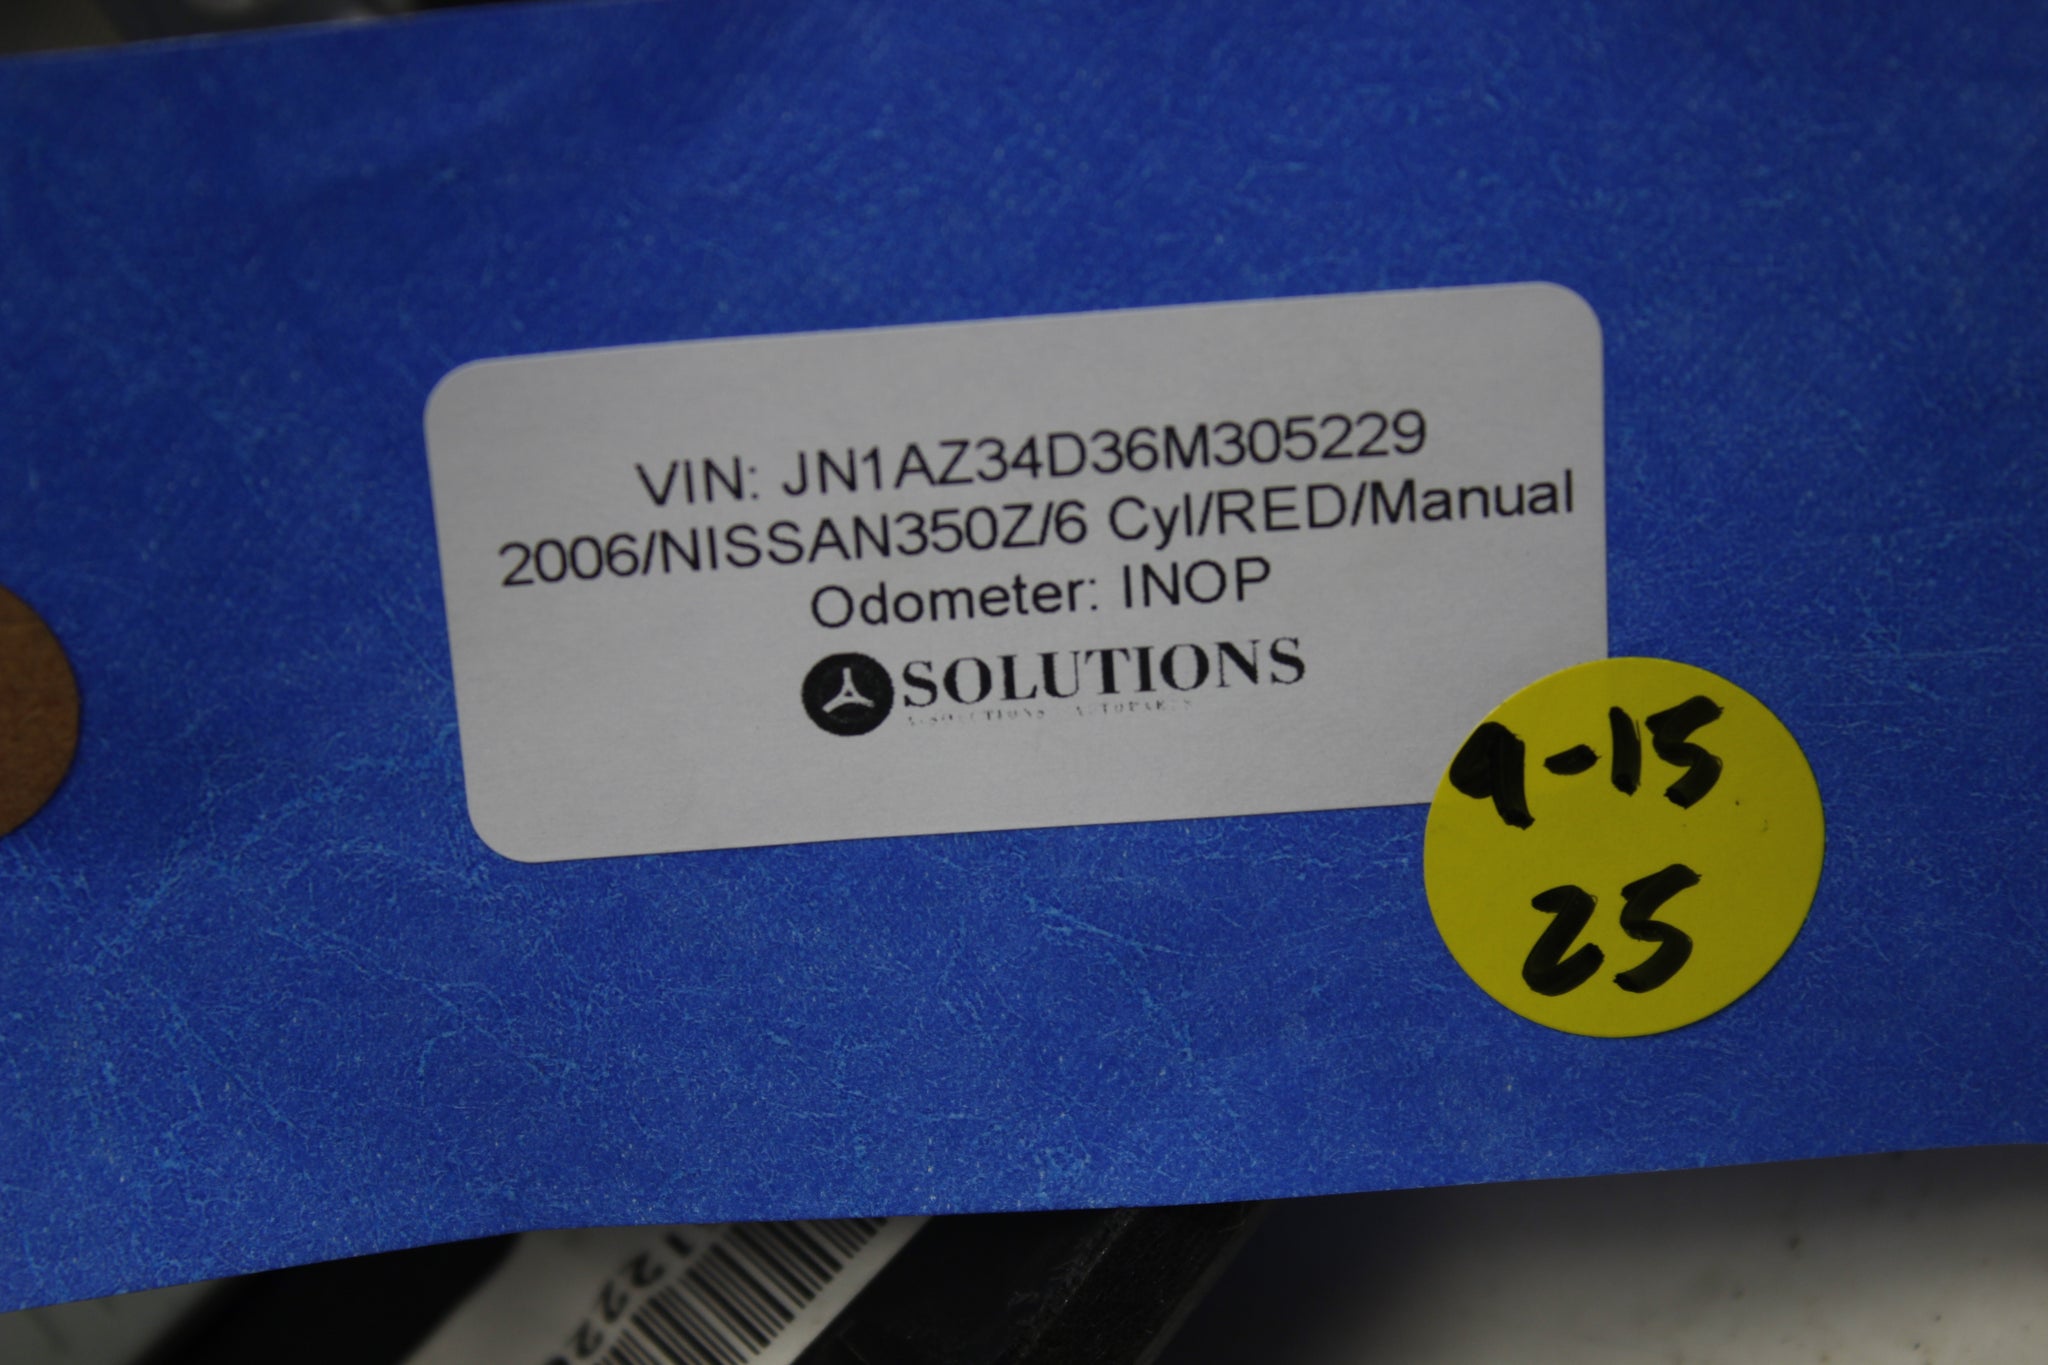 VIN: JN1AZ34D36M305229
2006/NISSAN350Z/6 Cyl/RED/Manual
Odometer: INOP
SOLUTIONS
9-15
25